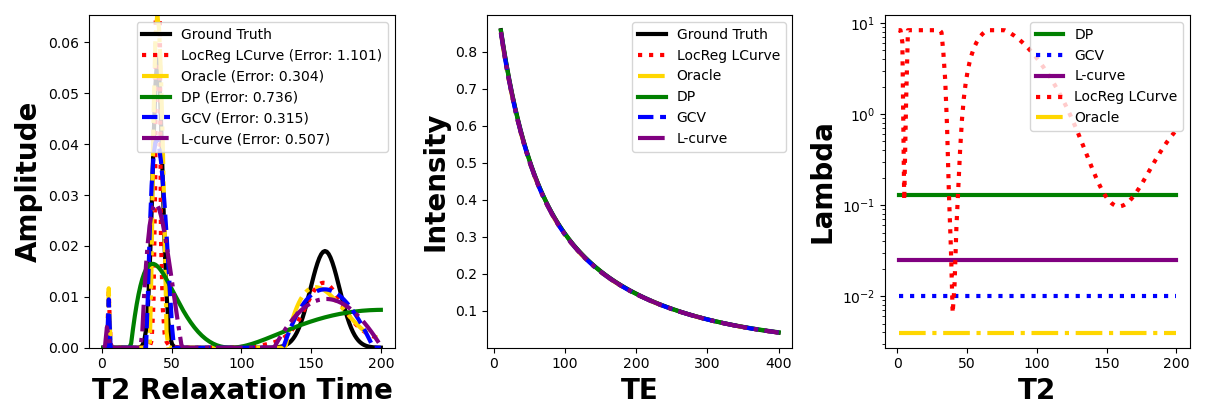 Amplitude
0.06
0.05
0.04
0.03
0.02
0.01
0.00
0
50
100
150
200
T2 Relaxation Time
Ground Truth
LocReg LCurve (Error: 1.101)
Oracle (Error: 0.304)
DP (Error: 0.736)
GCV (Error: 0.315)
L-curve (Error: 0.507)
Intensity
0.8
0.7
0.6
0.5
0.4
0.3
0.2
0.1
0
100
200
300
400
TE
Ground Truth
LocReg LCurve
Oracle
DP
GCV
L-curve
Lambda
10¹
10⁰
10⁻¹
10⁻²
0
50
100
150
200
T2
DP
GCV
L-curve
LocReg LCurve
Oracle